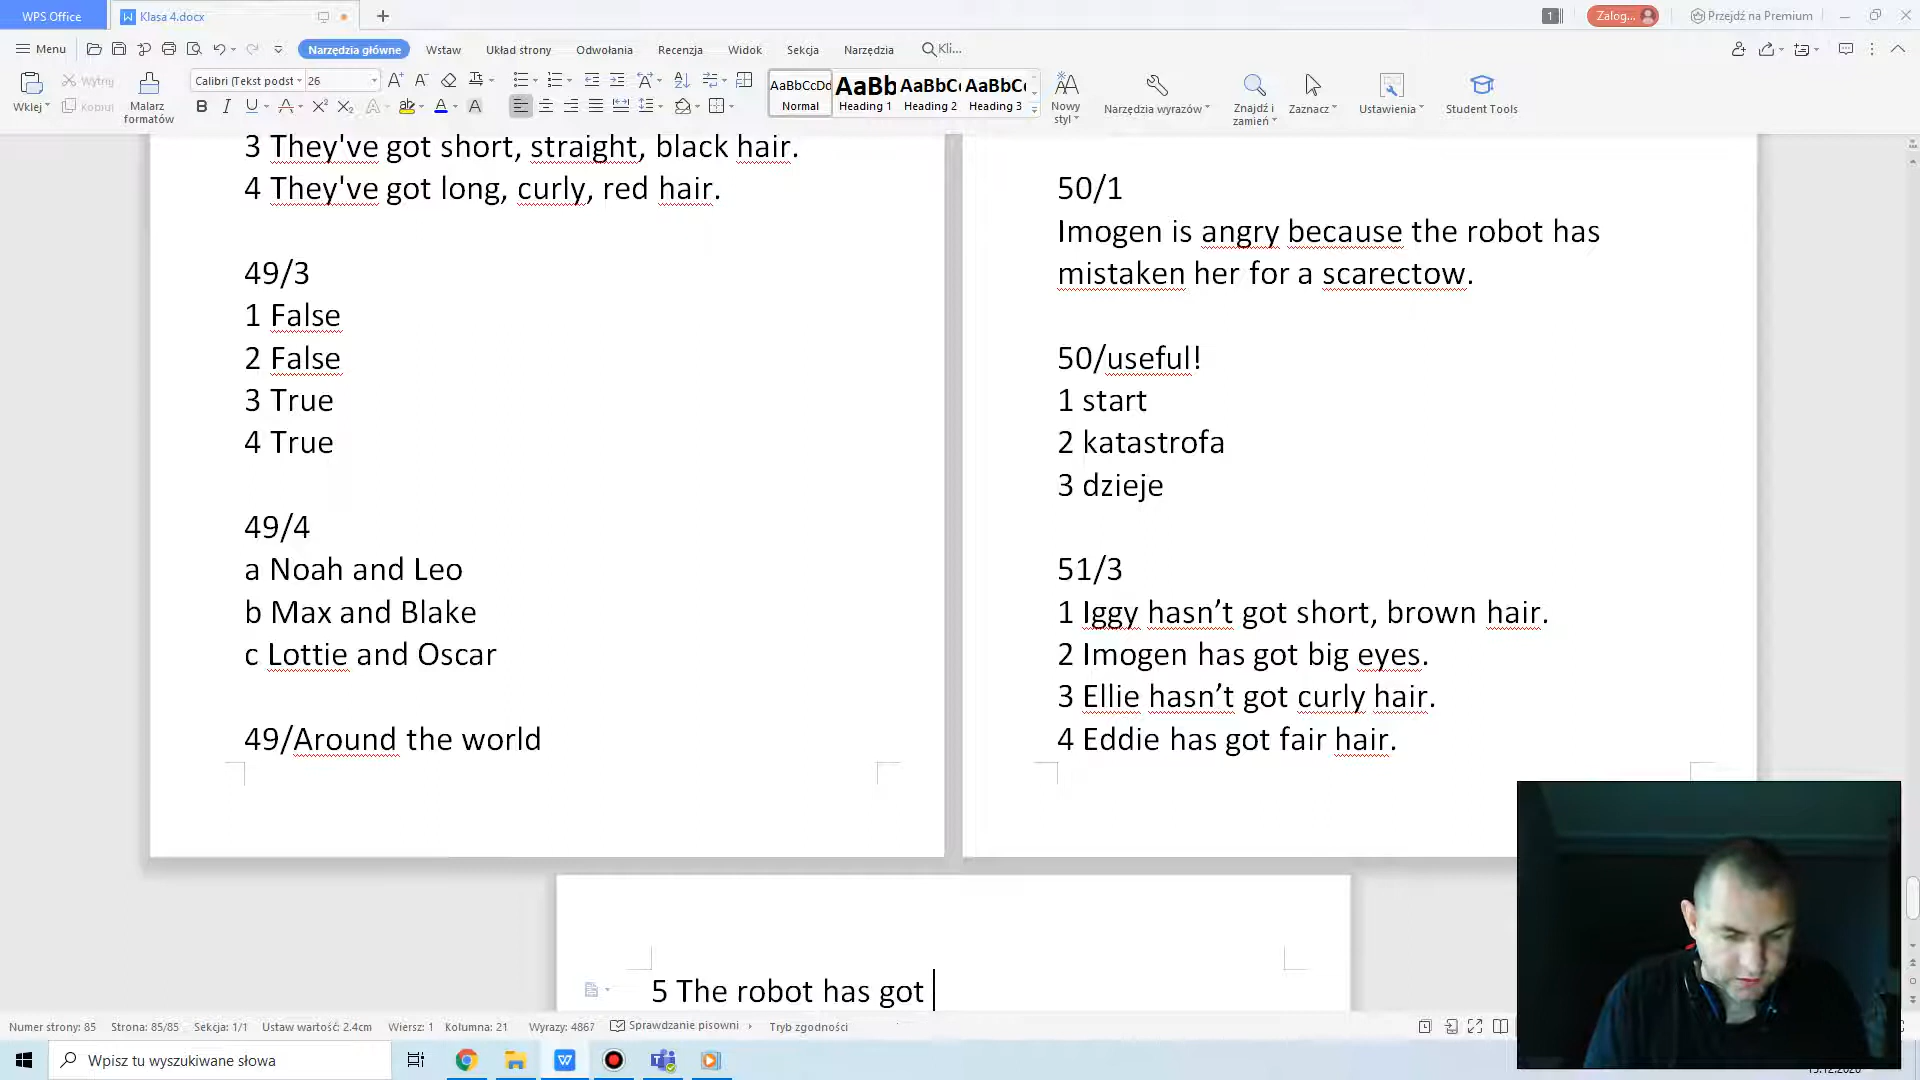 WPS Office
Klasa 4.docx
1
Zalog...
Przejdź na Premium
Menu
Narzędzia główne
Wstaw
Układ strony
Odwołania
Recenzja
Widok
Sekcja
Narzędzia
Kli...
Wklej
Wytnij
Kopiuj
Malarz formatów
Calibri (Tekst podst
26
AaBbCcDd
Normal
AaBb
Heading 1
AaBbC
Heading 2
AaBbC
Heading 3
Nowy styl
Narzędzia wyrazów
Znajdź i zamień
Zaznacz
Ustawienia
Student Tools
3 They've got short, straight, black hair.
4 They've got long, curly, red hair.
49/3
1 False
2 False
3 True
4 True
49/4
a Noah and Leo
b Max and Blake
c Lottie and Oscar
49/Around the world
50/1
Imogen is angry because the robot has
mistaken her for a scarectow.
50/useful!
1 start
2 katastrofa
3 dzieje
51/3
1 Iggy hasn’t got short, brown hair.
2 Imogen has got big eyes.
3 Ellie hasn’t got curly hair.
4 Eddie has got fair hair.
5 The robot has got
Numer strony: 85
Strona: 85/85
Sekcja: 1/1
Ustaw wartość: 2.4cm
Wiersz: 1
Kolumna: 21
Wyrazy: 4867
Sprawdzanie pisowni
Tryb zgodności
Wpisz tu wyszukiwane słowa